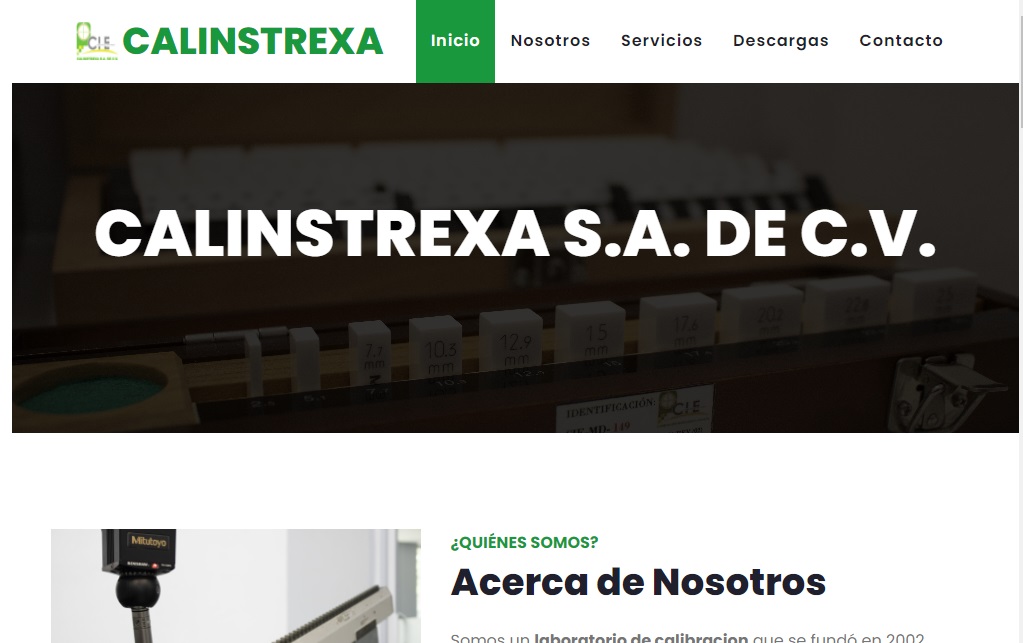 CIE
CALINSTREXA
Inicio
Nosotros
Servicios
Descargas
Contacto
CALINSTREXA S.A. DE C.V.
7.7
mm
10.3
mm
12.9
mm
15
mm
17.6
mm
20.2
mm
22.8
25
IDENTIFICACIÓN:
CIE
Mitutoyo
¿QUIÉNES SOMOS?
Acerca de Nosotros
Somos un laboratorio de calibracion que se fundó en 2002